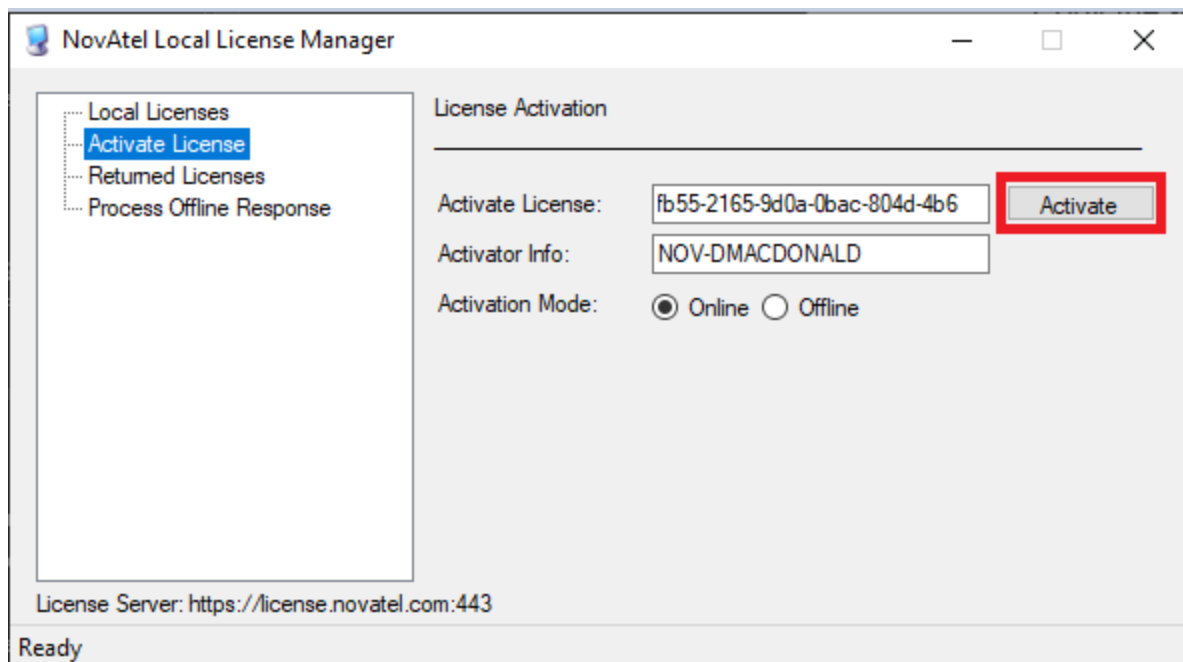 NovAtel Local License Manager
Local Licenses
Activate License
Returned Licenses
Process Offline Response
License Activation
Activate License: fb55-2165-9d0a-0bac-804d-4b6 Activate
Activator Info: NOV-DMACDONALD
Activation Mode: Online Offline
License Server: https://license.novatel.com:443
Ready